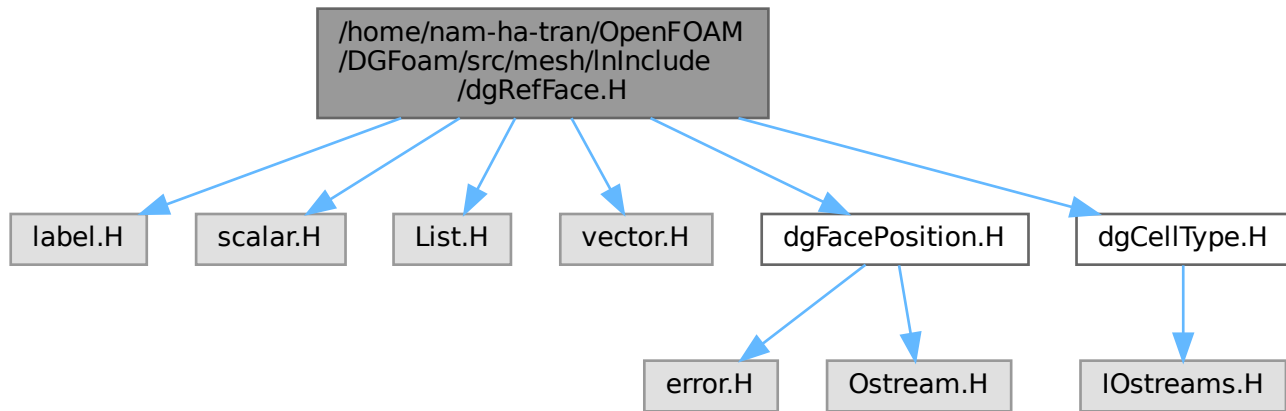 /home/nam-ha-tran/OpenFOAM
/DGFoam/src/mesh/lnInclude
/dgRefFace.H
label.H
scalar.H
List.H
vector.H
dgFacePosition.H
dgCellType.H
error.H
Ostream.H
IOstreams.H